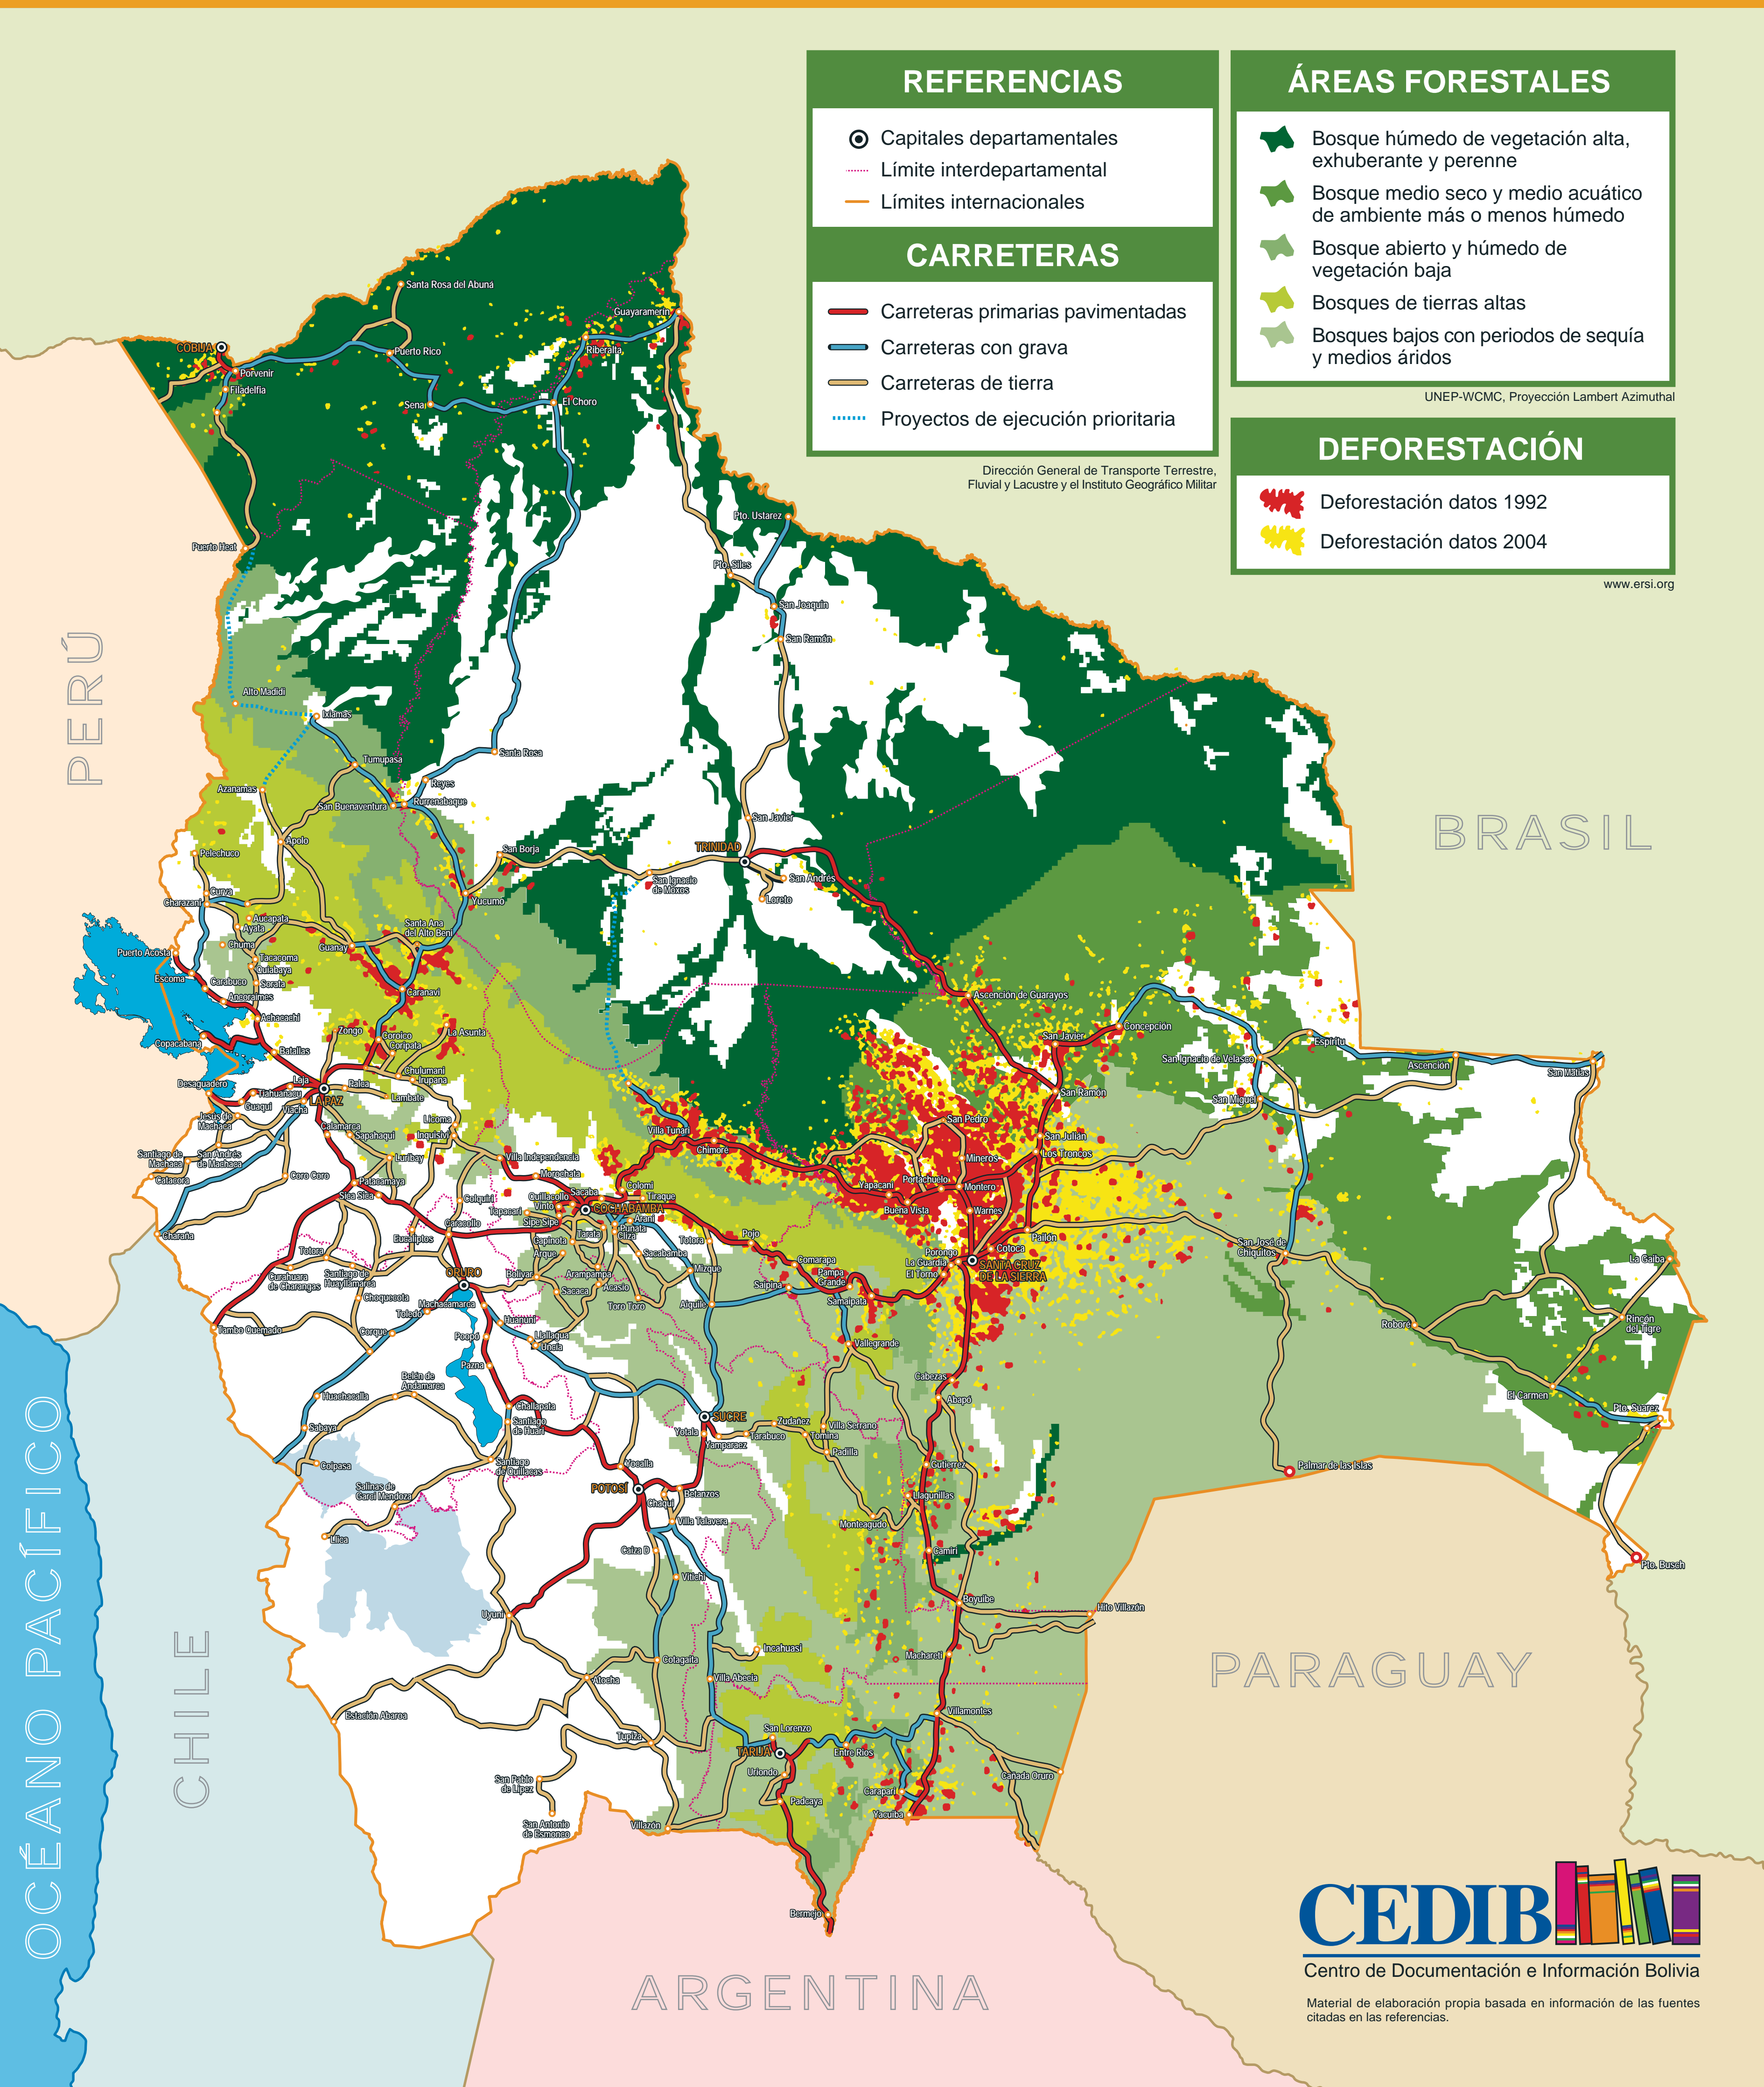 REFERENCIAS
Capitales departamentales
Límite interdepartamental
Límites internacionales
CARRETERAS
Carreteras primarias pavimentadas
Carreteras con grava
Carreteras de tierra
Proyectos de ejecución prioritaria
Dirección General de Transporte Terrestre,
Fluvial y Lacustre y el Instituto Geográfico Militar
ÁREAS FORESTALES
Bosque húmedo de vegetación alta,
exhuberante y perenne
Bosque medio seco y medio acuático
de ambiente más o menos húmedo
Bosque abierto y húmedo de
vegetación baja
Bosques de tierras altas
Bosques bajos con periodos de sequía
y medios áridos
UNEP-WCMC, Proyección Lambert Azimuthal
DEFORESTACIÓN
Deforestación datos 1992
Deforestación datos 2004
www.ersi.org
PERÚ
BRASIL
PARAGUAY
ARGENTINA
CHILE
OCÉANO PACÍFICO
Santa Rosa del Abuná
Guayaramerín
COBIJA
Puerto Rico
Riberalta
Porvenir
Filadelfia
Sena
El Choro
Pto. Ustarez
Puerto Heat
Pto. Siles
San Joaquín
San Ramón
Alto Madidi
Ixiamas
Santa Rosa
Tumupasa
Reyes
Azanamas
San Buenaventura
Rurrenabaque
San Javier
Apolo
TRINIDAD
San Borja
Pelechuco
San Ignacio
de Moxos
San Andrés
Loreto
Curva
Charazani
Yucumo
Aucapata
Ayata
Santa Ana
del Alto Beni
Chuma
Guanay
Puerto Acosta
Tacacoma
Quiabaya
Escoma
Carabuco
Sorata
Caranavi
Ancoraimes
Ascención de Guarayos
Achacachi
Zongo
Coroico
Coripata
La Asunta
Concepción
San Javier
Copacabana
Batallas
Espíritu
San Ignacio de Velasco
Ascención
San Matías
Chulumani
Irupana
Desaguadero
Laja
Palca
Tiahuanacu
LA PAZ
Lambate
San Ramón
San Miguel
Guaqui
Viacha
Jesús de
Machaca
Licoma
San Pedro
Calamarca
Sapahaqui
Inquisivi
Villa Tunari
San Julián
Chimoré
Los Troncos
Santiago de
Machaca
San Andrés
de Machaca
Luribay
Villa Independencia
Mineros
Catacora
Coro Coro
Morochata
Patacamaya
Colomi
Yapacani
Portachuelo
Montero
Sica Sica
Colquiri
Quillacollo
Sacaba
Tiraque
Vinto
COCHABAMBA
Tapacari
Buena Vista
Warnes
Sipe Sipe
Arani
Punata
Cliza
Tarata
Charaña
Eucaliptos
Caracollo
Capinota
Totora
Pojo
Pailón
Totora
Arque
Sacabamba
Porongo
Cotoca
San José de
Chiquitos
Comarapa
La Guardia
El Torno
SANTA CRUZ
DE LA SIERRA
La Gaiba
Curahuara
de Charangas
Santiago de
Huayllamarca
ORURO
Bolívar
Arampampa
Mizque
Pampa
Grande
Saipina
Choquecota
Machacamarca
Sacaca
Acasio
Toro Toro
Aiquile
Samaipata
Toledo
Huanuni
Roboré
Rincón
del Tigre
Tambo Quemado
Corque
Poopó
Llallagua
Uncía
Vallegrande
Pazna
Cabezas
Huachacalla
Belén de
Andamarca
El Carmen
Abapó
Challapata
Pto. Suarez
SUCRE
Sabaya
Santiago
de Huari
Yotala
Zudañez
Villa Serrano
Yamparaez
Tarabuco
Tomina
Padilla
Coipasa
Santiago
de Quillacas
Yocalla
Gutierrez
Palmar de las Islas
Salinas de
Garci Mendoza
POTOSÍ
Chaqui
Betanzos
Llagunillas
Villa Talavera
Monteagudo
Llica
Caiza D
Camiri
Pto. Busch
Vitichi
Boyuibe
Hito Villazón
Uyuni
Incahuasi
Cotagaita
Machareti
Villa Abecia
Atocha
Estación Abaroa
Villamontes
San Lorenzo
Tupiza
TARIJA
Entre Ríos
Uriondo
Cañada Oruro
San Pablo
de Lipez
Carapari
Padcaya
Yacuiba
San Antonio
de Esmonco
Villazón
Bermejo
CEDIB
Centro de Documentación e Información Bolivia
Material de elaboración propia basada en información de las fuentes
citadas en las referencias.